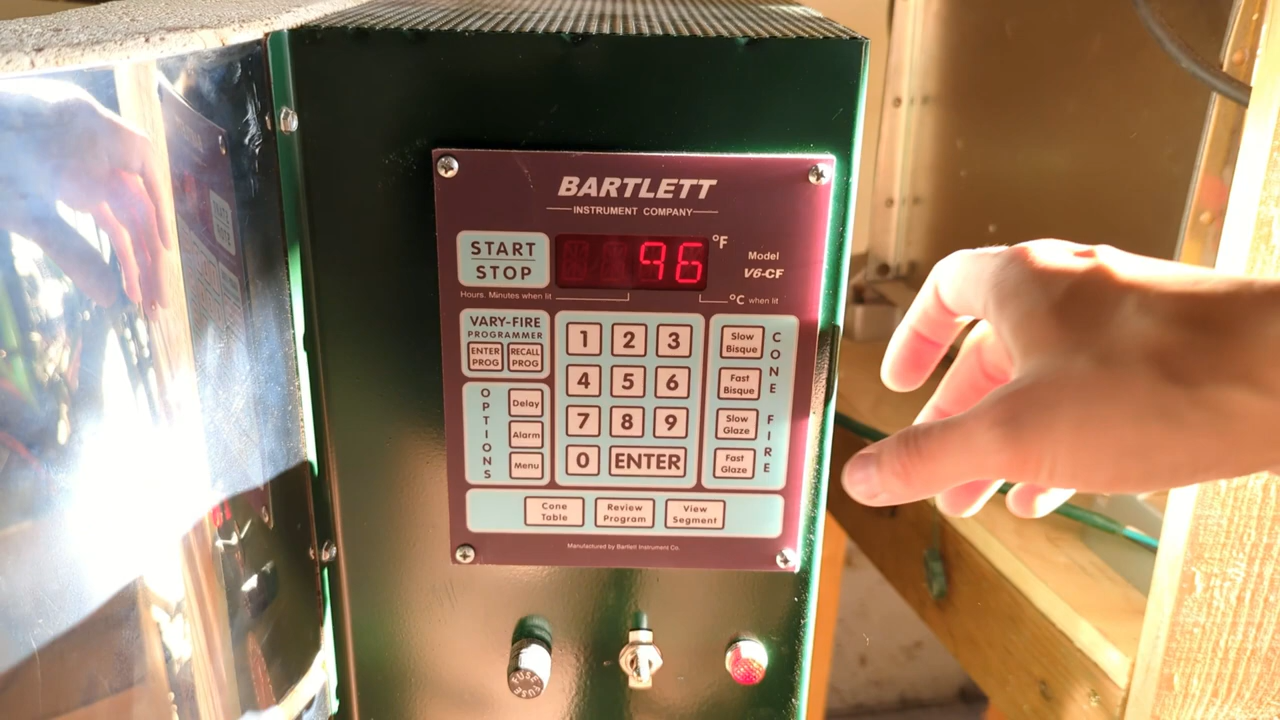 BARTLETT
INSTRUMENT COMPANY
START
STOP
96
°F
Model
V6-CF
Hours. Minutes when lit
°C when lit
VARY-FIRE
PROGRAMMER
ENTER
PROG
RECALL
PROG
OPTIONS
Delay
Alarm
Menu
1 2 3
4 5 6
7 8 9
0 ENTER
Slow
Bisque
Fast
Bisque
Slow
Glaze
Fast
Glaze
CONE FIRE
Cone
Table
Review
Program
View
Segment
Manufactured by Bartlett Instrument Co.
FUSE FUSE